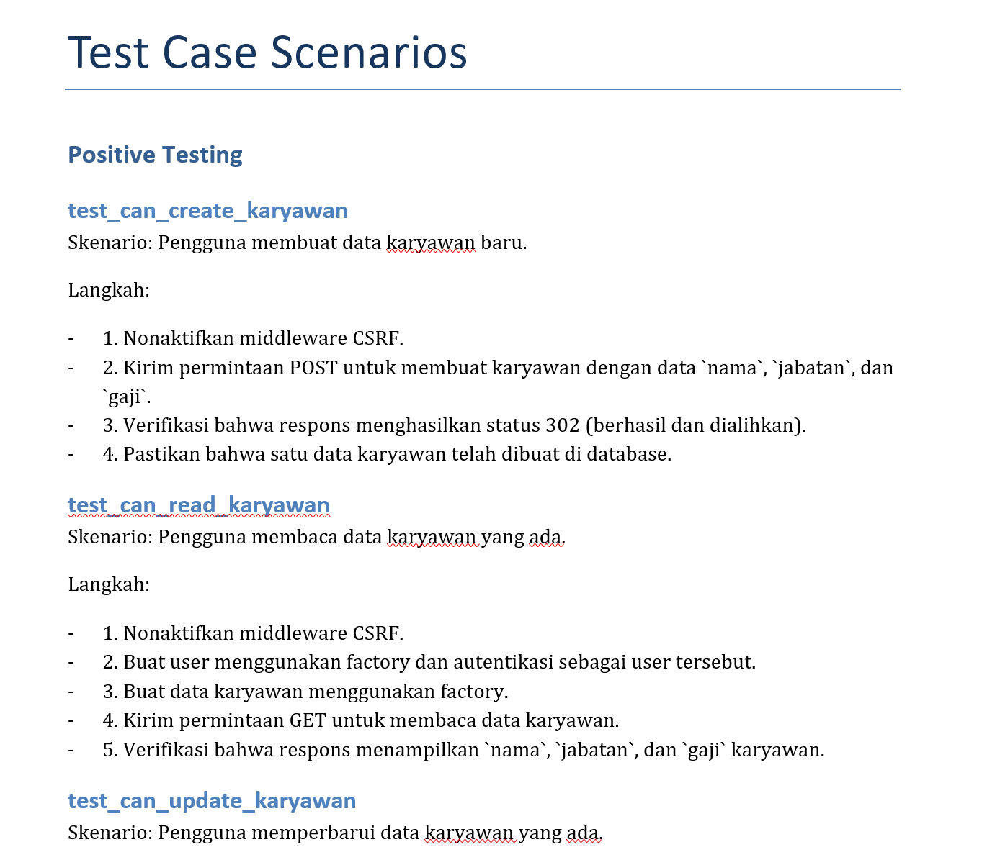 Test Case Scenarios
Positive Testing
test_can_create_karyawan
Skenario: Pengguna membuat data karyawan baru.
Langkah:
- 1. Nonaktifkan middleware CSRF.
- 2. Kirim permintaan POST untuk membuat karyawan dengan data `nama`, `jabatan`, dan
`gaji`.
- 3. Verifikasi bahwa respons menghasilkan status 302 (berhasil dan dialihkan).
- 4. Pastikan bahwa satu data karyawan telah dibuat di database.
test_can_read_karyawan
Skenario: Pengguna membaca data karyawan yang ada.
Langkah:
- 1. Nonaktifkan middleware CSRF.
- 2. Buat user menggunakan factory dan autentikasi sebagai user tersebut.
- 3. Buat data karyawan menggunakan factory.
- 4. Kirim permintaan GET untuk membaca data karyawan.
- 5. Verifikasi bahwa respons menampilkan `nama`, `jabatan`, dan `gaji` karyawan.
test_can_update_karyawan
Skenario: Pengguna memperbarui data karyawan yang ada.